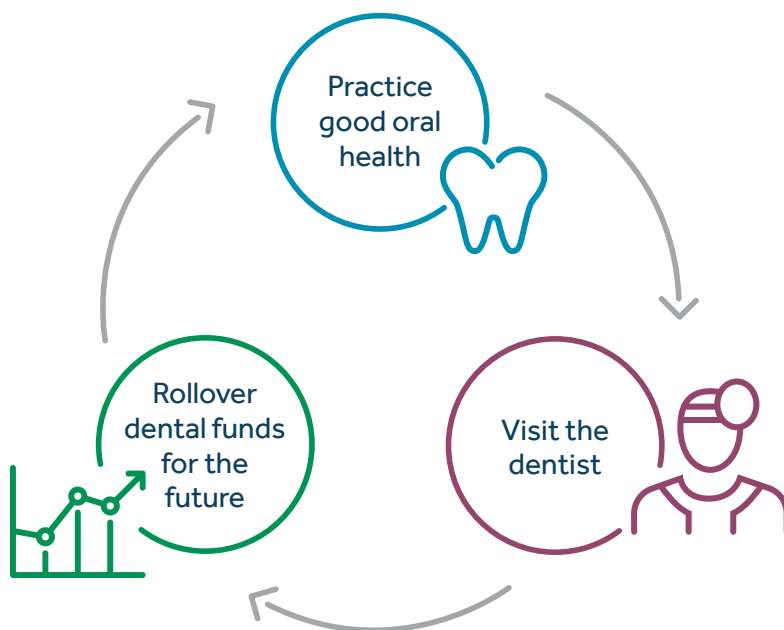 Practice
good oral
health
Visit the
dentist
Rollover
dental funds
for the
future